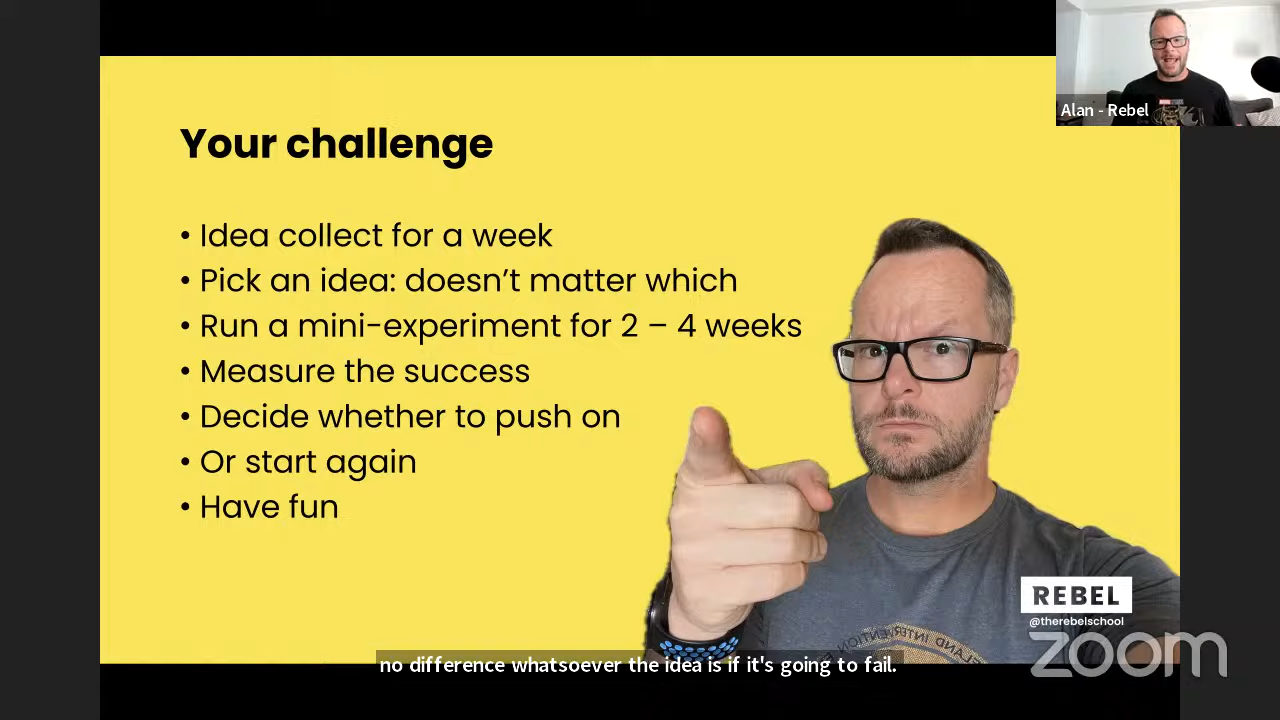 Alan - Rebel
Your challenge
• Idea collect for a week
• Pick an idea: doesn't matter which
• Run a mini-experiment for 2 – 4 weeks
• Measure the success
• Decide whether to push on
• Or start again
• Have fun
REBEL
@therebelschool
zoom
no difference whatsoever the idea is if it's going to fail.